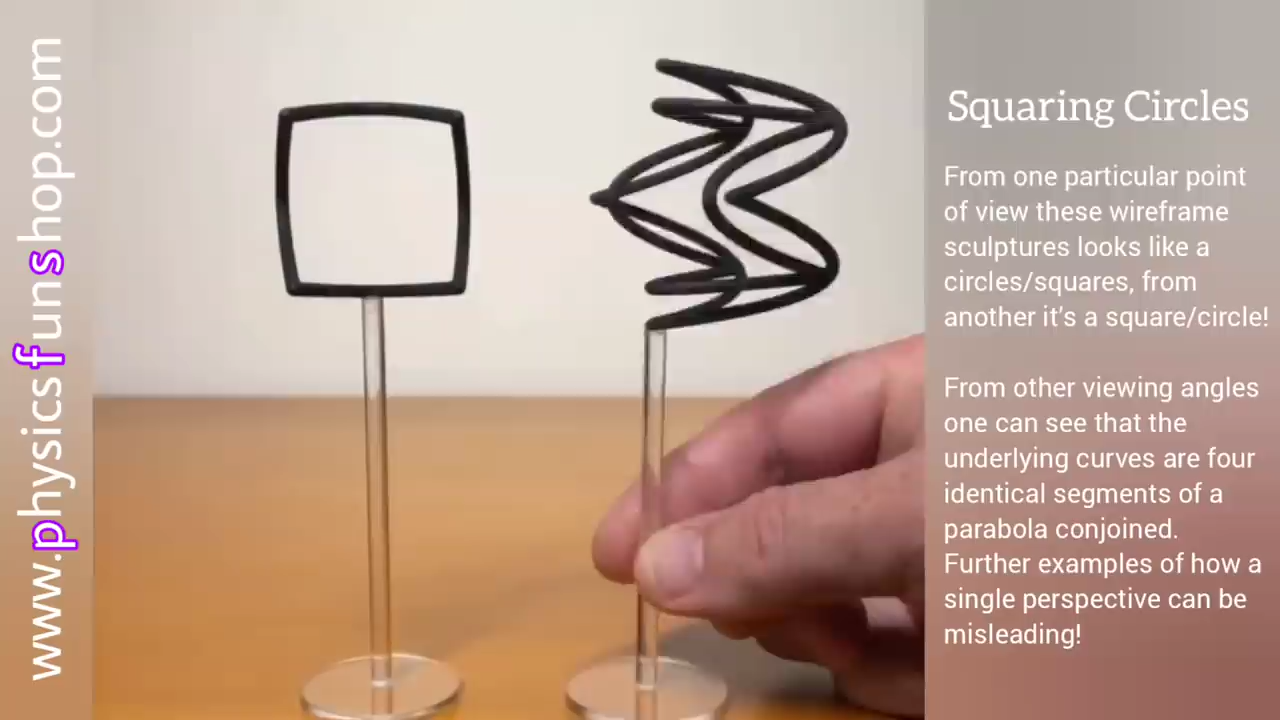 www.physicsfunshop.com
Squaring Circles
From one particular point
of view these wireframe
sculptures looks like a
circles/squares, from
another it's a square/circle!
From other viewing angles
one can see that the
underlying curves are four
identical segments of a
parabola conjoined.
Further examples of how a
single perspective can be
misleading!